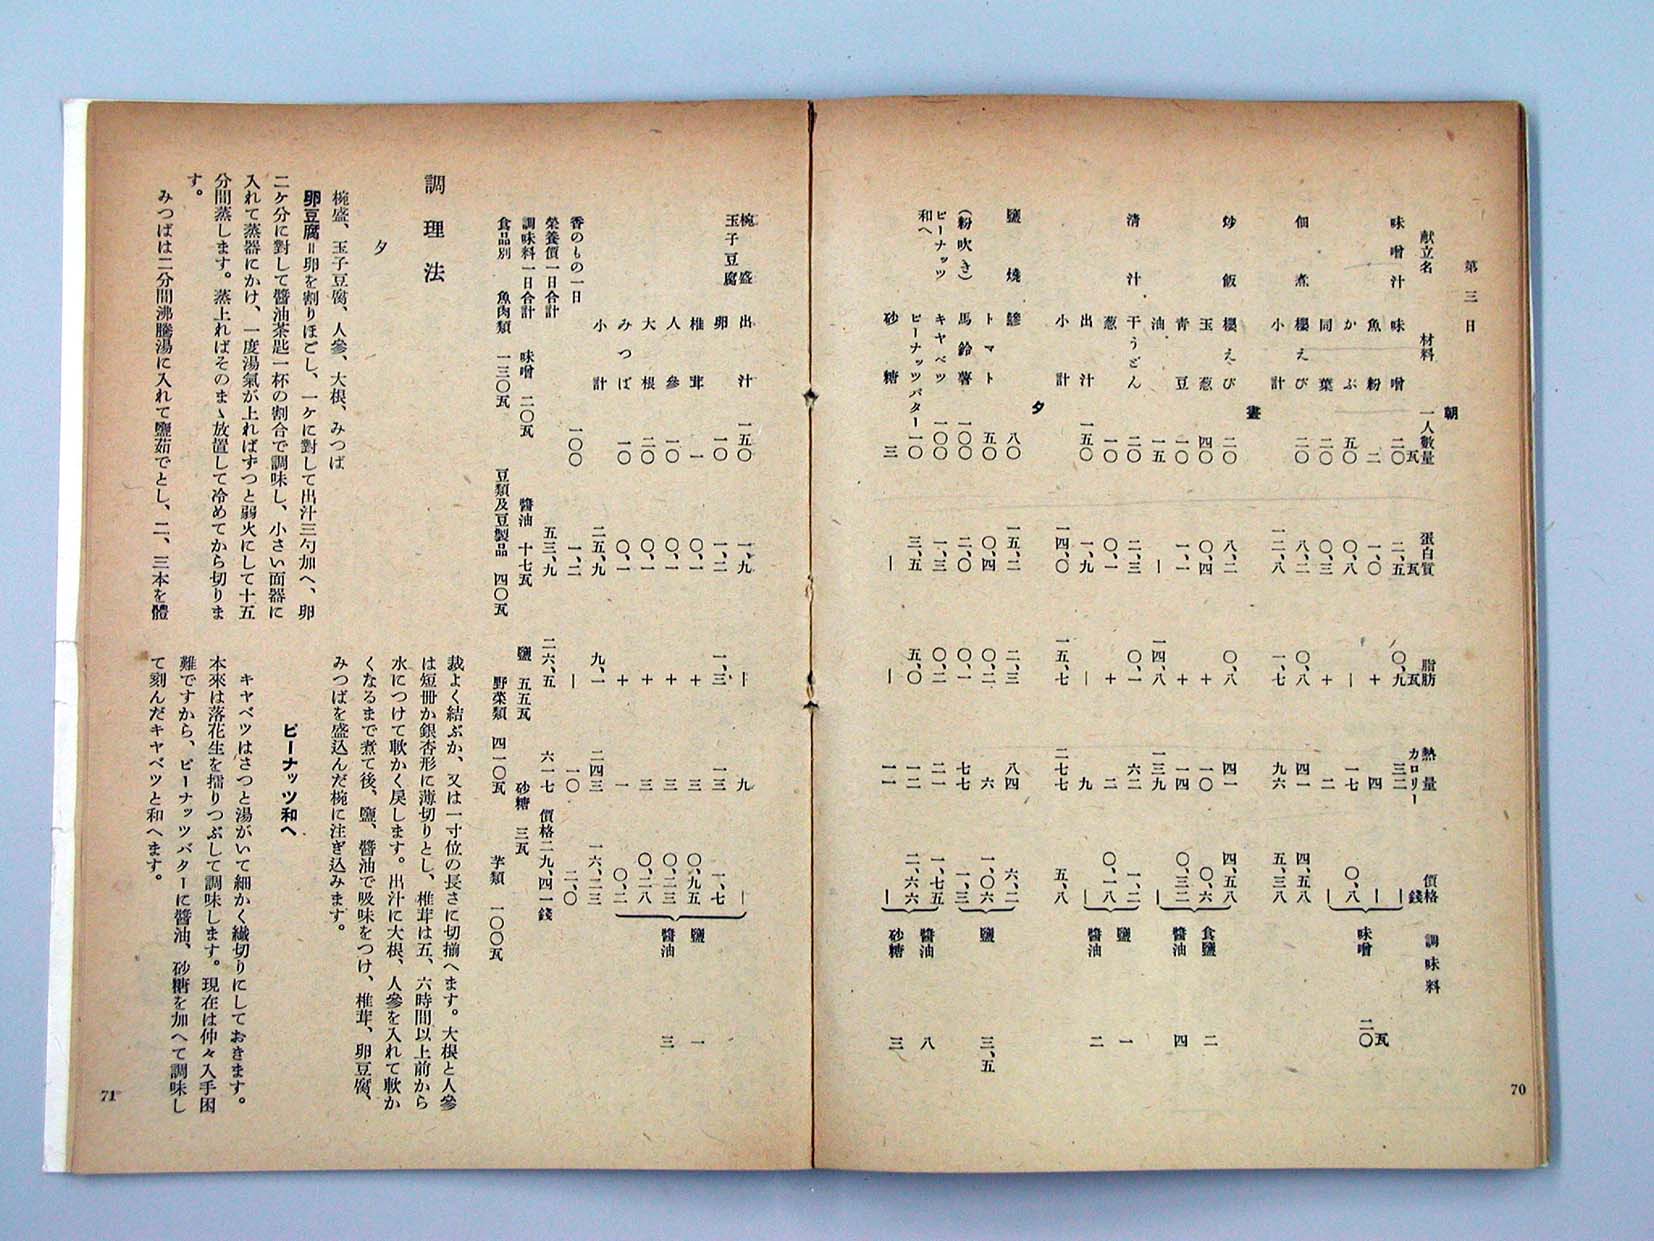 第三日
朝
献立名 材料 一人數量瓦 蛋白質瓦 脂肪瓦 熱量カロリー 價格錢 調味料
味噌汁 味噌 二〇 二、五 〇、九 三二 ― 瓦
魚粉 二 一、〇 + 四 ― 味噌 二〇
かぶ 五〇 〇、八 ― 一七 〇、八
同葉 二〇 〇、三 + 二 ―
佃煮 櫻えび 二〇 八、二 〇、八 四一 四、五八
小計 一二、八 一、七 九六 五、三八
晝
炒飯 櫻えび 二〇 八、二 〇、八 四一 四、五八
玉葱 四〇 〇、四 + 一〇 〇、六 食鹽 二
青豆 一〇 一、一 + 一四 〇、三二 醬油 四
油 一五 ― 一四、八 一三九 ―
清汁 干うどん 二〇 二、三 〇、一 六二 一、二 鹽 一
葱 一〇 〇、一 + 二 〇、一八 醬油 二
出汁 一五〇 一、九 ― 九 ―
小計 一四、〇 一五、七 二七七 五、八
夕
鹽燒 鰺 八〇 一五、二 二、三 八四 六、二
トマト 五〇 〇、四 〇、二 六 一、〇六 鹽 三、五
(粉吹き) 馬鈴薯 一〇〇 二、〇 〇、一 七七 一、三
ピーナッツ和へ キヤベツ 一〇〇 一、三 〇、二 二一 一、七五 醬油 八
ピーナッツバター 一〇 三、五 五、〇 一二 二、六六
砂糖 三 ― ― 一一 ― 砂糖 三
70
椀盛 出汁 一五〇 一、九 ― 九 ―
玉子豆腐 卵 一〇 一、二 一、三 一三 一、七
椎茸 一 〇、一 + 三 〇、九五 鹽 一
人參 一〇 〇、一 + 三 〇、二三 醬油 三
大根 二〇 〇、一 + 三 〇、二八
みつば 一〇 〇、一 + 一 〇、二
小計 二五、九 九、一 二四三 一六、二三
香のもの一日 一〇〇 一、二 ― 一〇 二、〇
榮養價一日合計 五三、九 二六、五 六一七 價格二九、四一錢
調味料一日合計 味噌 二〇瓦 醬油 十七瓦 鹽 五五瓦 砂糖 三瓦
食品別 魚肉類 一三〇瓦 豆類及豆製品 四〇瓦 野菜類 四一〇瓦 芋類 一〇〇瓦
調理法
夕
椀盛、玉子豆腐、人參、大根、みつば
卵豆腐=卵を割りほごし、一ケに對して出汁三勺加へ、卵
二ケ分に對して醬油茶匙一杯の割合で調味し、小さい面器に
入れて蒸器にかけ、一度湯氣が上ればずつと弱火にして十五
分間蒸します。蒸上ればそのまゝ放置して冷めてから切りま
す。
みつばは二分間沸騰湯に入れて鹽茹でとし、二、三本を體
裁よく結ぶか、又は一寸位の長さに切揃へます。大根と人參
は短冊か銀杏形に薄切りとし、椎茸は五、六時間以上前から
水につけて軟かく戾します。出汁に大根、人參を入れて軟か
くなるまで煮て後、鹽、醬油で吸味をつけ、椎茸、卵豆腐、
みつばを盛込んだ椀に注ぎ込みます。
ピーナッツ和へ
キヤベツはさつと湯がいて細かく纎切りにしておきます。
本來は落花生を擂りつぶして調味します。現在は仲々入手困
難ですから、ピーナッツバターに醬油、砂糖を加へて調味し
て刻んだキヤベツと和へます。
71